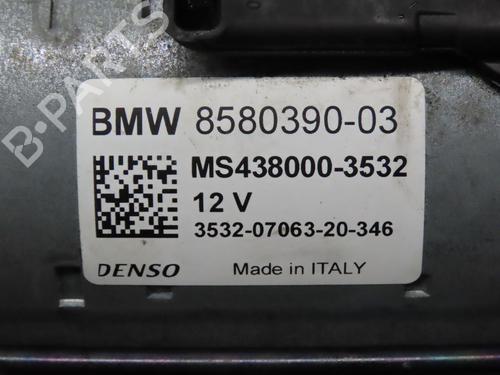 B-PARTS
BMW 8580390-03
MS438000-3532
12 V
3532-07063-20-346
DENSO Made in ITALY